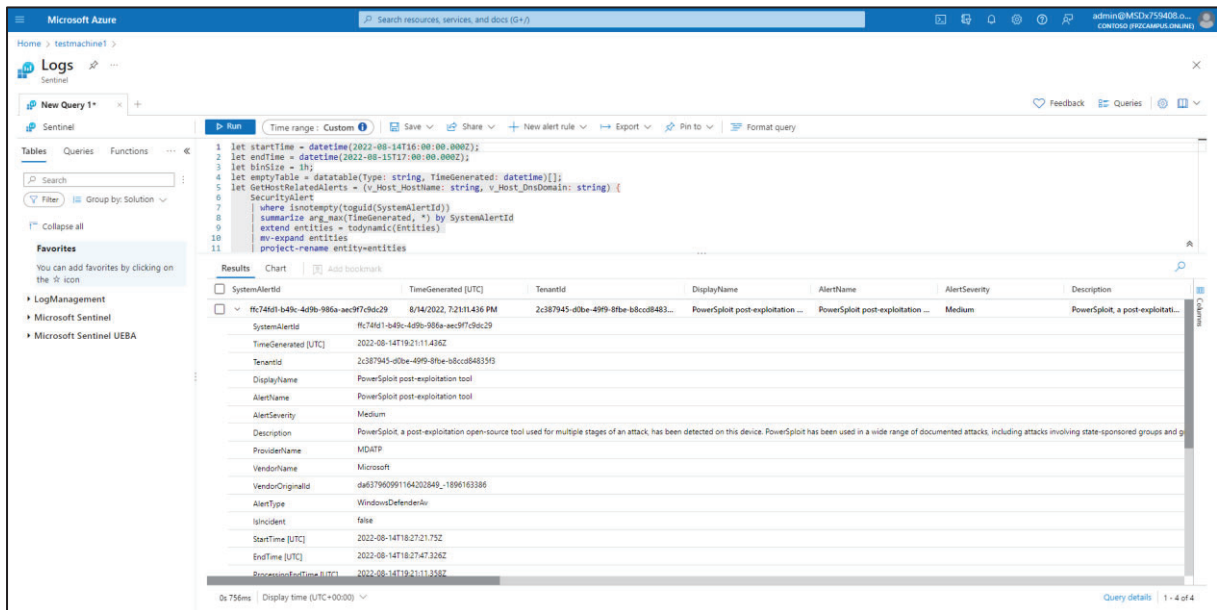 Microsoft Azure
Search resources, services, and docs (G+/)
admin@MSDx759408.o...
CONTOSO (FPZCAMPUS.ONLINE)
Home > testmachine1 >
Logs ...
Sentinel
New Query 1* × +
Feedback Queries
Sentinel
Run Time range : Custom Save Share New alert rule Export Pin to Format query
Tables Queries Functions ... «
Search
Filter Group by: Solution
Collapse all
Favorites
You can add favorites by clicking on
the ☆ icon
LogManagement
Microsoft Sentinel
Microsoft Sentinel UEBA
1 let startTime = datetime(2022-08-14T16:00:00.000Z);
2 let endTime = datetime(2022-08-15T17:00:00.000Z);
3 let binSize = 1h;
4 let emptyTable = datatable(Type: string, TimeGenerated: datetime)[];
5 let GetHostRelatedAlerts = (v_Host_HostName: string, v_Host_DnsDomain: string) {
6 SecurityAlert
7 | where isnotempty(toguid(SystemAlertId))
8 | summarize arg_max(TimeGenerated, *) by SystemAlertId
9 | extend entities = todynamic(Entities)
10 | mv-expand entities
11 | project-rename entity=entities
Results Chart Add bookmark
SystemAlertId TimeGenerated [UTC] TenantId DisplayName AlertName AlertSeverity Description
ffc74fd1-b49c-4d9b-986a-aec9f7c9dc29 8/14/2022, 7:21:11.436 PM 2c387945-d0be-49f9-8fbe-b8ccd8483... PowerSploit post-exploitation ... PowerSploit post-exploitation ... Medium PowerSploit, a post-exploitati...
SystemAlertId ffc74fd1-b49c-4d9b-986a-aec9f7c9dc29
TimeGenerated [UTC] 2022-08-14T19:21:11.436Z
TenantId 2c387945-d0be-49f9-8fbe-b8ccd84835f3
DisplayName PowerSploit post-exploitation tool
AlertName PowerSploit post-exploitation tool
AlertSeverity Medium
Description PowerSploit, a post-exploitation open-source tool used for multiple stages of an attack, has been detected on this device. PowerSploit has been used in a wide range of documented attacks, including attacks involving state-sponsored groups and g
ProviderName MDATP
VendorName Microsoft
VendorOriginalId da637960991164202849_-1896163386
AlertType WindowsDefenderAv
IsIncident false
StartTime [UTC] 2022-08-14T18:27:21.75Z
EndTime [UTC] 2022-08-14T18:27:47.326Z
ProcessingEndTime [UTC] 2022-08-14T19:21:11.358Z
Columns
0s 756ms Display time (UTC+00:00) Query details 1 - 4 of 4